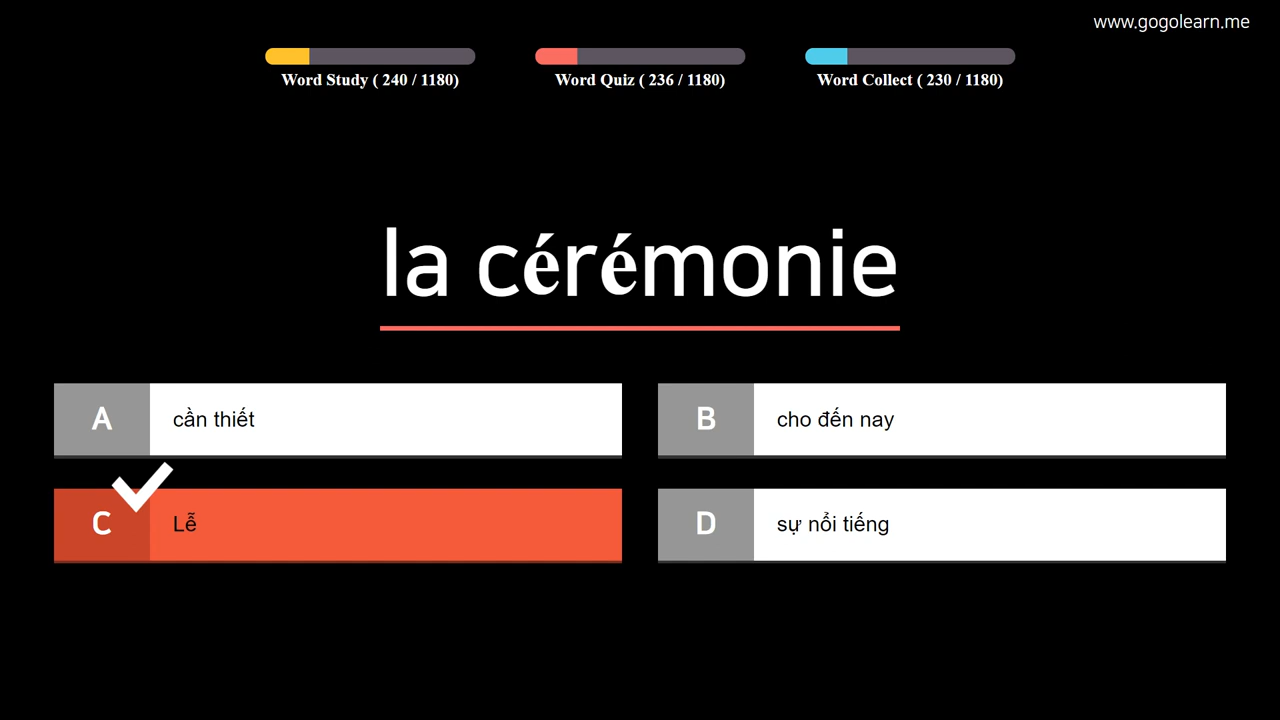 www.gogolearn.me
Word Study ( 240 / 1180)
Word Quiz ( 236 / 1180)
Word Collect ( 230 / 1180)
la cérémonie
A cần thiết
B cho đến nay
C Lễ
D sự nổi tiếng